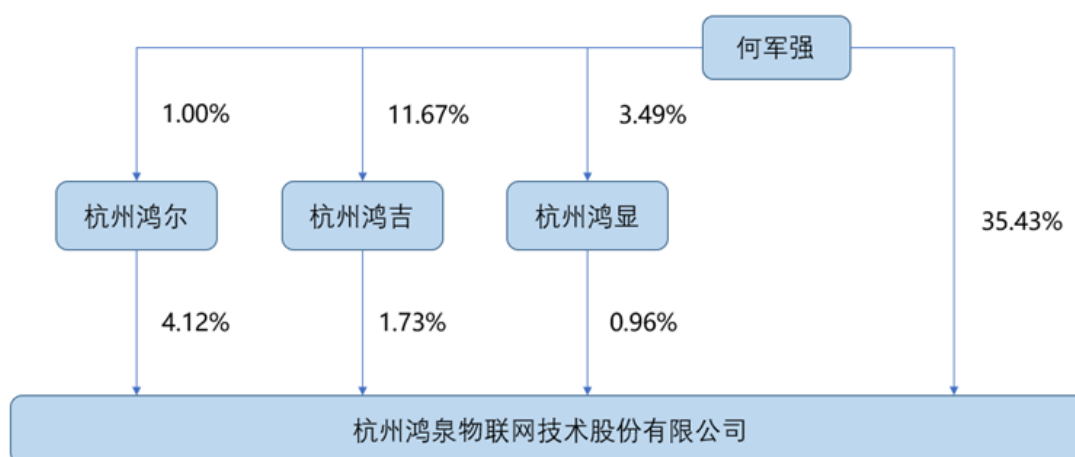 何军强
1.00%
11.67%
3.49%
杭州鸿尔
杭州鸿吉
杭州鸿显
35.43%
4.12%
1.73%
0.96%
杭州鸿泉物联网技术股份有限公司